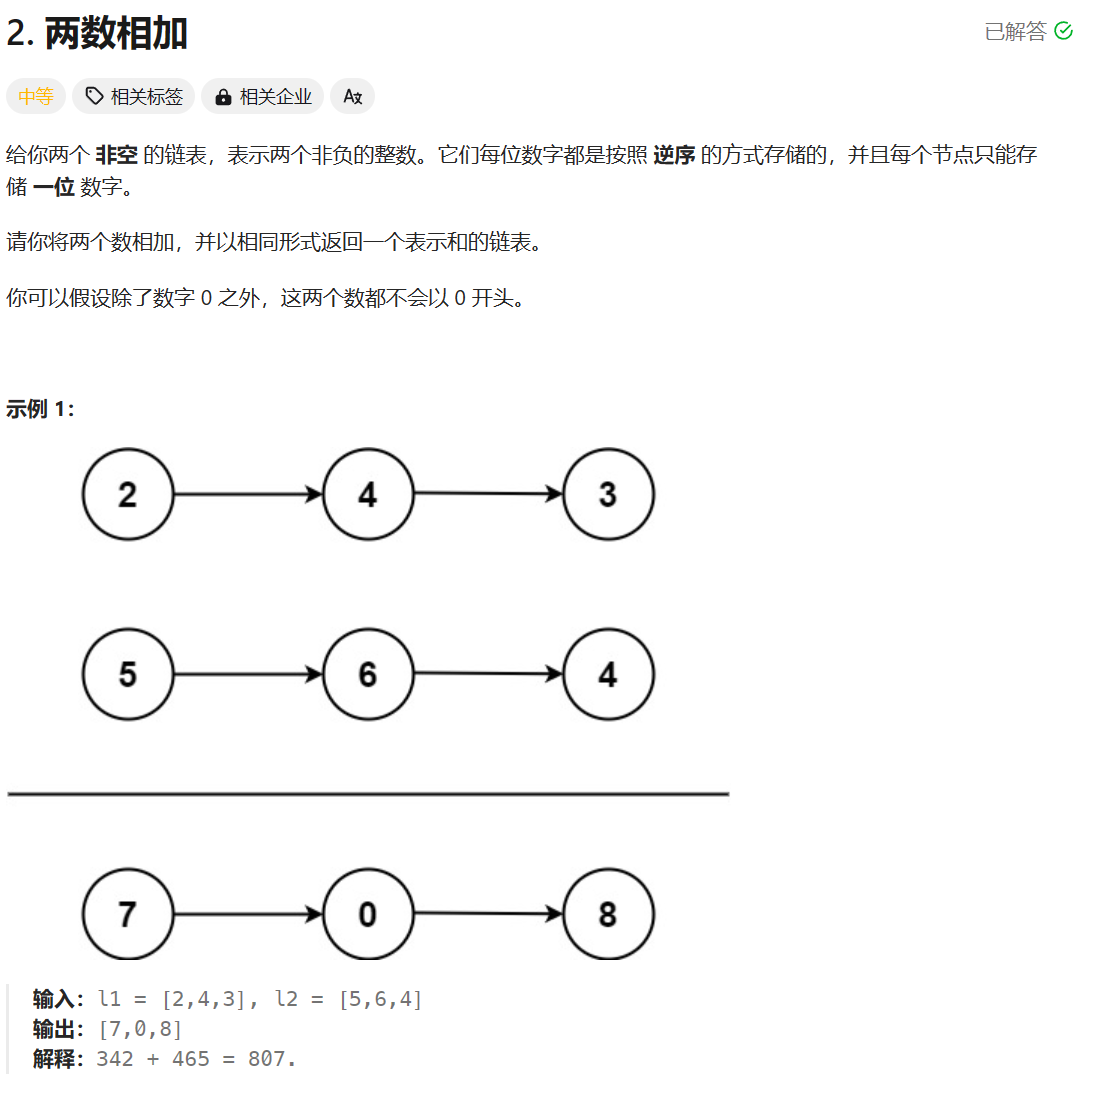 2. 两数相加
已解答
中等
相关标签
相关企业
A文
给你两个 非空 的链表，表示两个非负的整数。它们每位数字都是按照 逆序 的方式存储的，并且每个节点只能存
储 一位 数字。
请你将两个数相加，并以相同形式返回一个表示和的链表。
你可以假设除了数字 0 之外，这两个数都不会以 0 开头。
示例 1：
2 4 3
5 6 4
7 0 8
输入：l1 = [2,4,3], l2 = [5,6,4]
输出：[7,0,8]
解释：342 + 465 = 807.